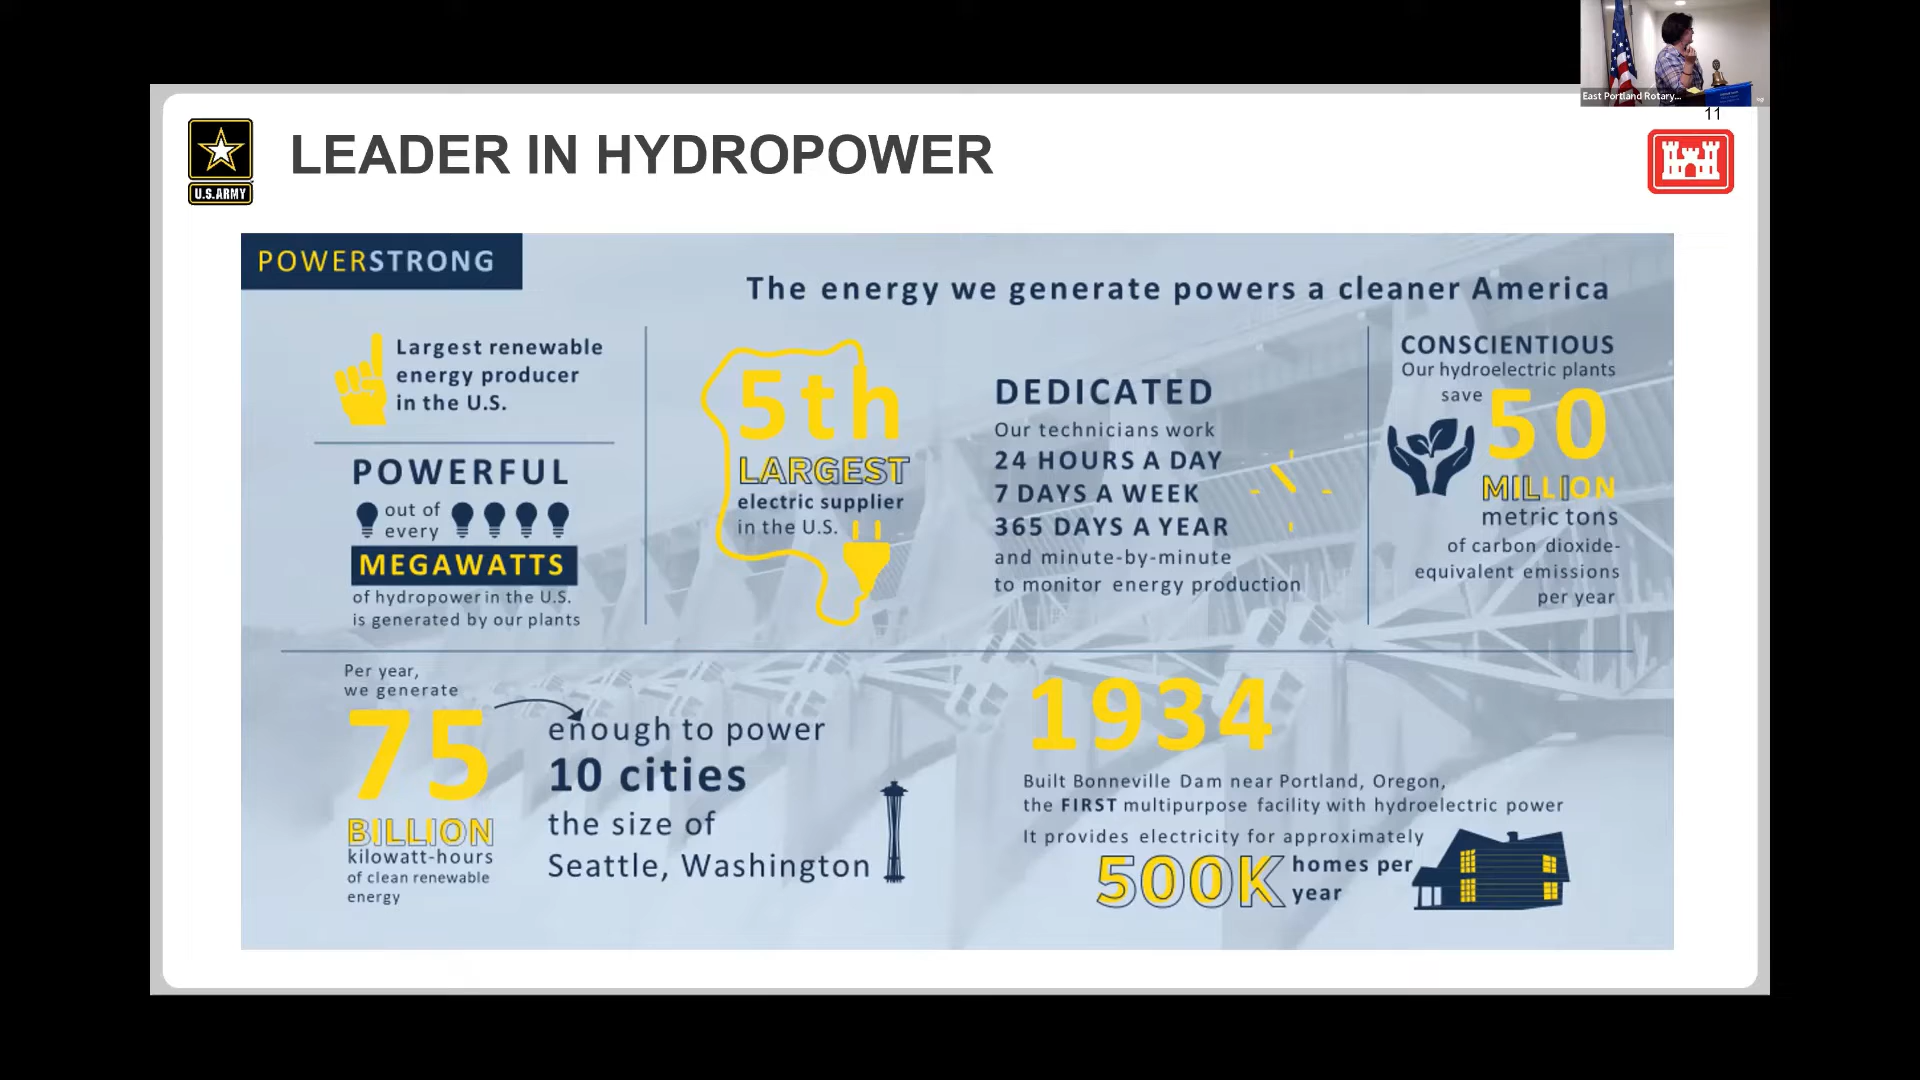 East Portland Rotary...
11
U.S.ARMY
LEADER IN HYDROPOWER
POWERSTRONG
The energy we generate powers a cleaner America
Largest renewable
energy producer
in the U.S.
POWERFUL
out of
every
MEGAWATTS
of hydropower in the U.S.
is generated by our plants
5th
LARGEST
electric supplier
in the U.S.
DEDICATED
Our technicians work
24 HOURS A DAY
7 DAYS A WEEK
365 DAYS A YEAR
and minute-by-minute
to monitor energy production
CONSCIENTIOUS
Our hydroelectric plants
save
50
MILLION
metric tons
of carbon dioxide-
equivalent emissions
per year
Per year,
we generate
75
BILLION
kilowatt-hours
of clean renewable
energy
enough to power
10 cities
the size of
Seattle, Washington
1934
Built Bonneville Dam near Portland, Oregon,
the FIRST multipurpose facility with hydroelectric power
It provides electricity for approximately
500K
homes per
year